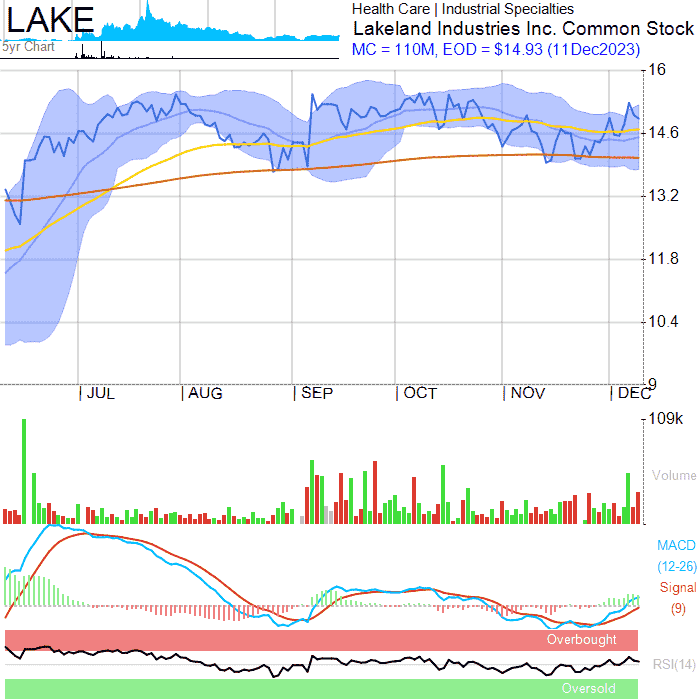 LAKE
5yr Chart
Health Care | Industrial Specialties
Lakeland Industries Inc. Common Stock
MC = 110M, EOD = $14.93 (11Dec2023)
16
14.6
13.2
11.8
10.4
9
JUL AUG SEP OCT NOV DEC
109k
Volume
MACD
(12-26)
Signal
(9)
Overbought
RSI(14)
Oversold